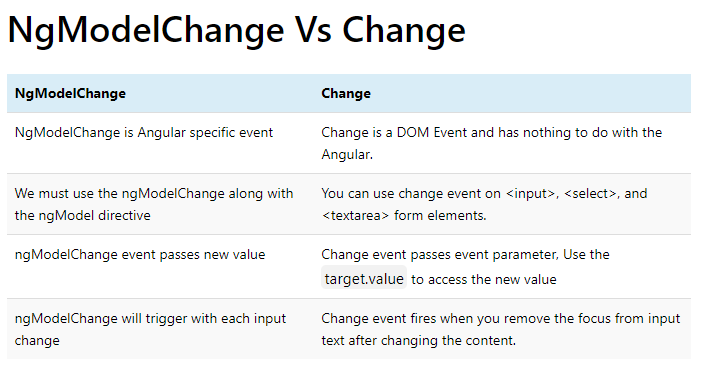 NgModelChange Vs Change
NgModelChange
Change
NgModelChange is Angular specific event
Change is a DOM Event and has nothing to do with the
Angular.
We must use the ngModelChange along with
the ngModel directive
You can use change event on <input>, <select>, and
<textarea> form elements.
ngModelChange event passes new value
Change event passes event parameter, Use the
target.value to access the new value
ngModelChange will trigger with each input
change
Change event fires when you remove the focus from input
text after changing the content.